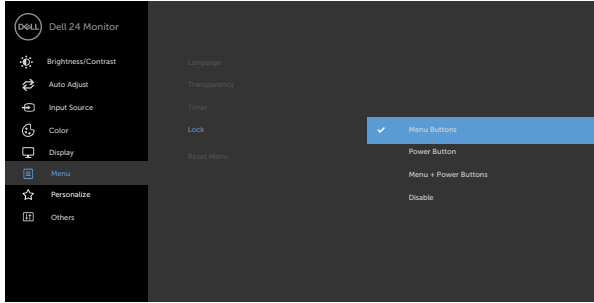 DELL
Dell 24 Monitor
Brightness/Contrast
Auto Adjust
Input Source
Color
Display
Menu
Personalize
Others
Language
Transparency
Timer
Lock
Reset Menu
Menu Buttons
Power Button
Menu + Power Buttons
Disable